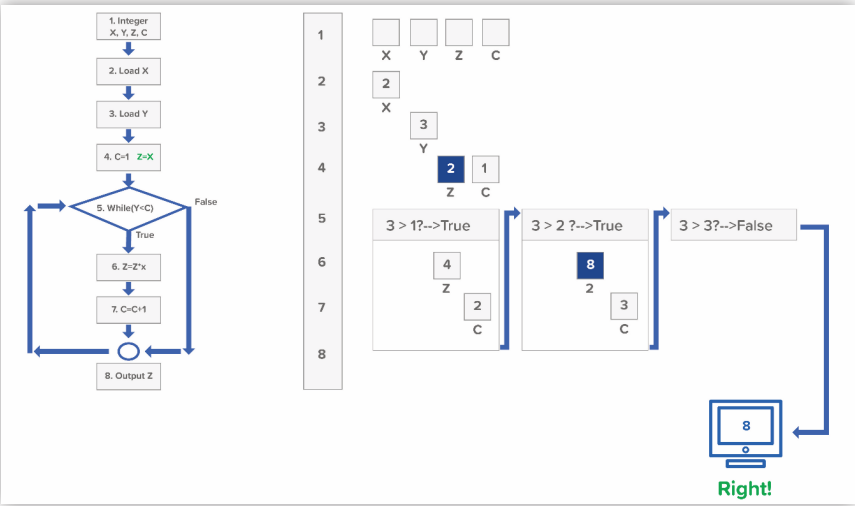 1. Integer
X, Y, Z, C
2. Load X
3. Load Y
4. C=1 Z=X
5. While(Y<C)
False
True
6. Z=Z*x
7. C=C+1
8. Output Z
1
X Y Z C
2
2
X
3
3
Y
4
2 1
Z C
5
3 > 1?-->True
3 > 2 ?-->True
3 > 3?-->False
6
4
Z
8
2
7
2
C
3
C
8
8
Right!